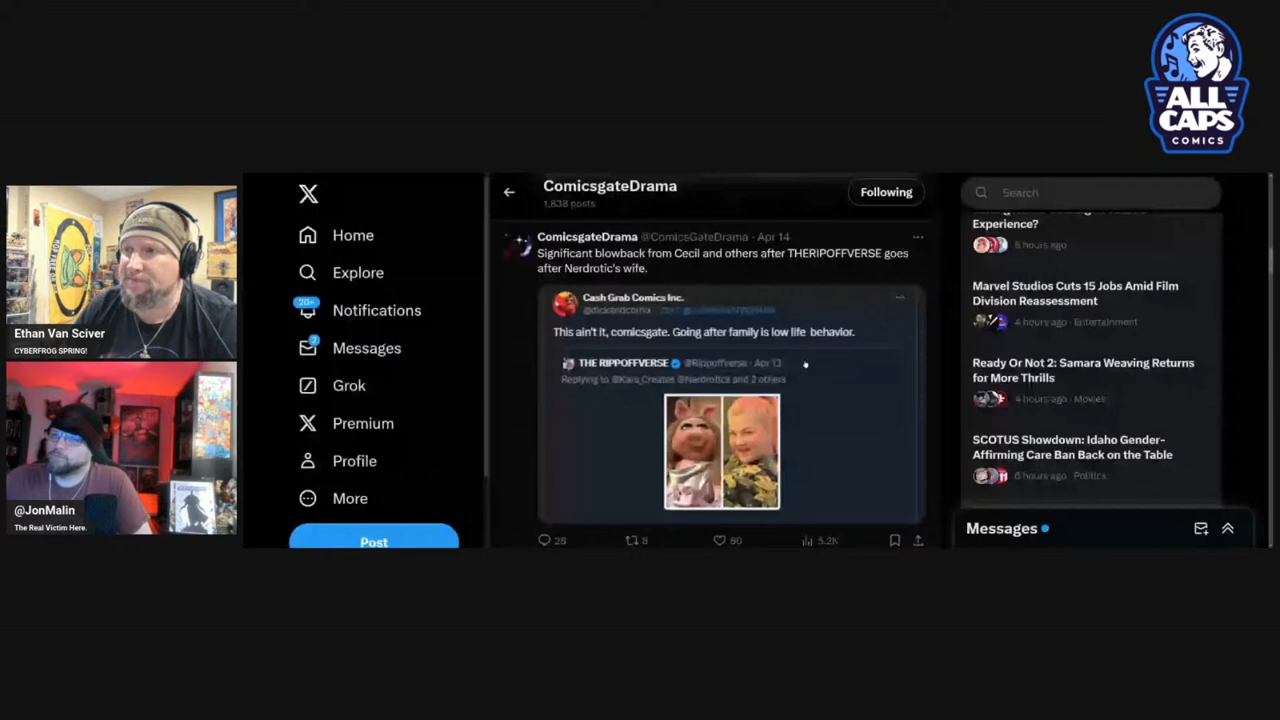 ALL CAPS
COMICS
Ethan Van Sciver
CYBERFROG SPRING!
@JonMalin
The Real Victim Here.
X
Home
Explore
20+
Notifications
2
Messages
Grok
Premium
Profile
More
Post
ComicsgateDrama
1,838 posts
Following
ComicsgateDrama @ComicsGateDrama · Apr 14
Significant blowback from Cecil and others after THERIPOFFVERSE goes
after Nerdrotic's wife.
Cash Grab Comics Inc.
This ain't it, comicsgate. Going after family is low life behavior.
THE RIPPOFFVERSE @Rippoffverse · Apr 13
Replying to @Kara_Creates @Nerdrotics and 2 others
28
8
80
5.2K
Search
Experience?
5 hours ago
Marvel Studios Cuts 15 Jobs Amid Film
Division Reassessment
4 hours ago · Entertainment
Ready Or Not 2: Samara Weaving Returns
for More Thrills
4 hours ago · Movies
SCOTUS Showdown: Idaho Gender-
Affirming Care Ban Back on the Table
6 hours ago · Politics
Messages